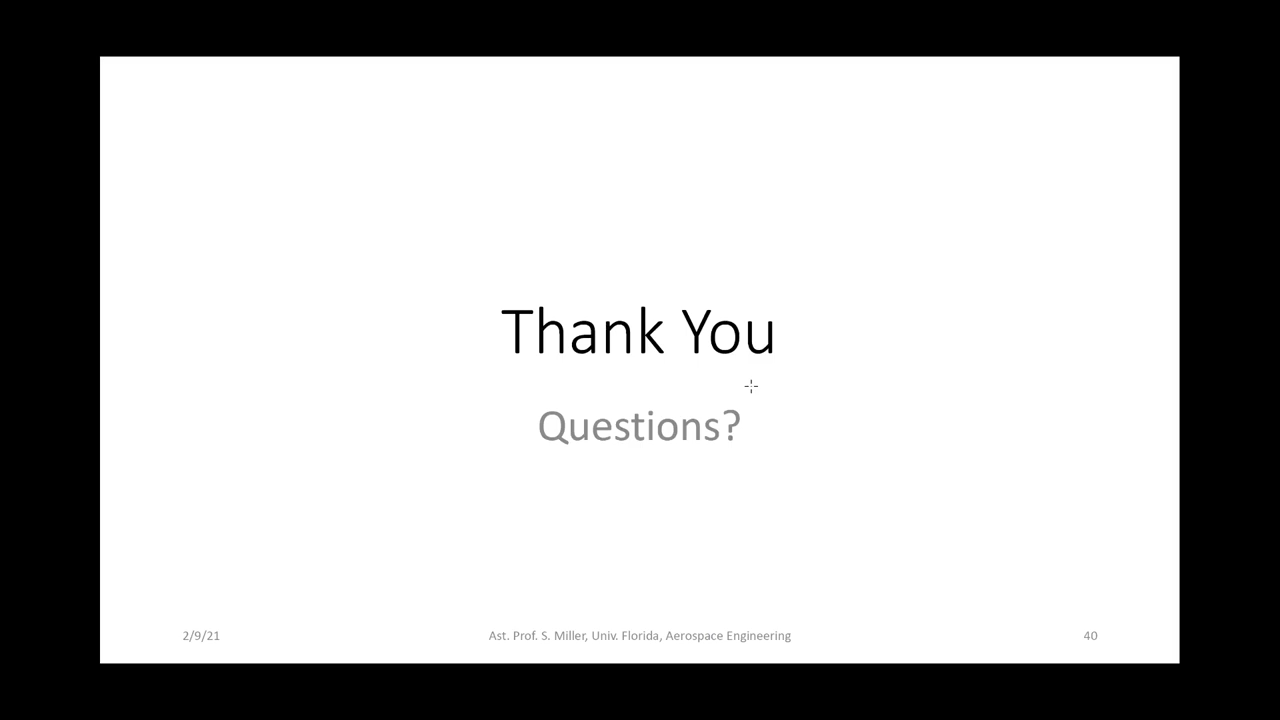 Thank You
Questions?
2/9/21
Ast. Prof. S. Miller, Univ. Florida, Aerospace Engineering
40